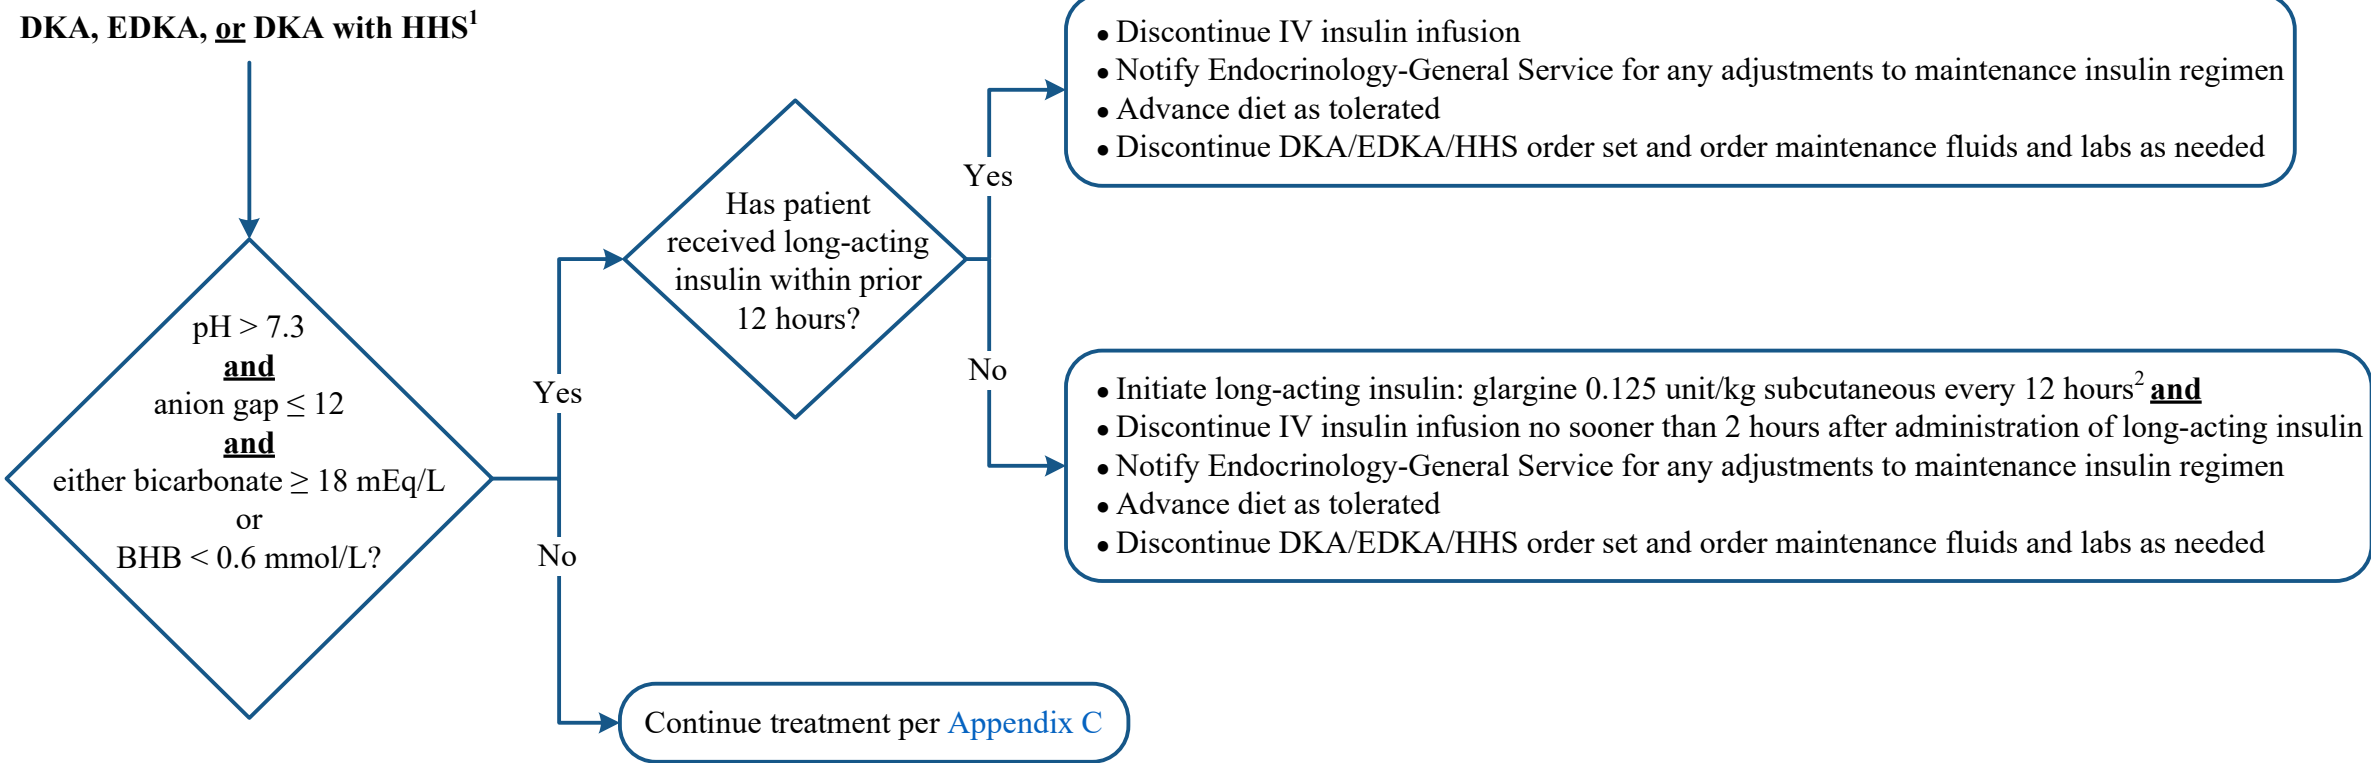 DKA, EDKA, or DKA with HHS¹
pH > 7.3
and
anion gap ≤ 12
and
either bicarbonate ≥ 18 mEq/L
or
BHB < 0.6 mmol/L?
Yes
No
Has patient
received long-acting
insulin within prior
12 hours?
Yes
No
• Discontinue IV insulin infusion
• Notify Endocrinology-General Service for any adjustments to maintenance insulin regimen
• Advance diet as tolerated
• Discontinue DKA/EDKA/HHS order set and order maintenance fluids and labs as needed
• Initiate long-acting insulin: glargine 0.125 unit/kg subcutaneous every 12 hours² and
• Discontinue IV insulin infusion no sooner than 2 hours after administration of long-acting insulin
• Notify Endocrinology-General Service for any adjustments to maintenance insulin regimen
• Advance diet as tolerated
• Discontinue DKA/EDKA/HHS order set and order maintenance fluids and labs as needed
Continue treatment per Appendix C